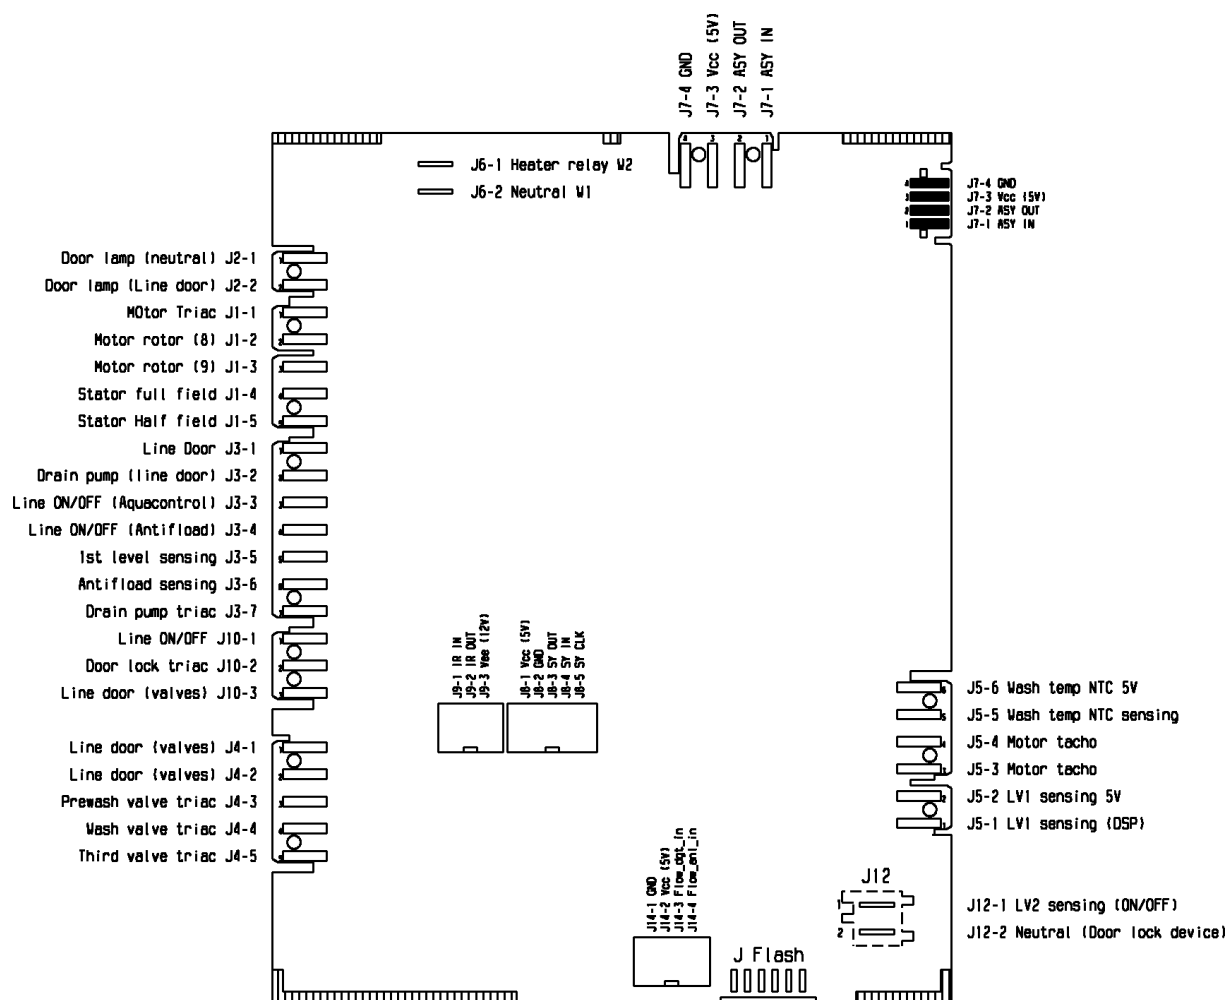 J7-4 GND
J7-3 Vcc (5V)
J7-2 ASY OUT
J7-1 ASY IN
4 3 2 1
J6-1 Heater relay W2
J6-2 Neutral W1
4 J7-4 GND
3 J7-3 Vcc (5V)
2 J7-2 ASY OUT
1 J7-1 ASY IN
Door lamp (neutral) J2-1
Door lamp (Line door) J2-2
MOtor Triac J1-1
Motor rotor (8) J1-2
Motor rotor (9) J1-3
Stator full field J1-4
Stator Half field J1-5
Line Door J3-1
Drain pump (line door) J3-2
Line ON/OFF (Aquacontrol) J3-3
Line ON/OFF (Antifload) J3-4
1st level sensing J3-5
Antifload sensing J3-6
Drain pump triac J3-7
Line ON/OFF J10-1
Door lock triac J10-2
Line door (valves) J10-3
Line door (valves) J4-1
Line door (valves) J4-2
Prewash valve triac J4-3
Wash valve triac J4-4
Third valve triac J4-5
J9-1 IR IN
J9-2 IR OUT
J9-3 Vee (12V)
J8-1 Vcc (5V)
J8-2 GND
J8-3 SY OUT
J8-4 SY IN
J8-5 SY CLK
J5-6 Wash temp NTC 5V
J5-5 Wash temp NTC sensing
J5-4 Motor tacho
J5-3 Motor tacho
J5-2 LV1 sensing 5V
J5-1 LV1 sensing (DSP)
J14-1 GND
J14-2 Vcc (5V)
J14-3 Flow_dgt_in
J14-4 Flow_anl_in
J Flash
J12
1 J12-1 LV2 sensing (ON/OFF)
2 J12-2 Neutral (Door lock device)